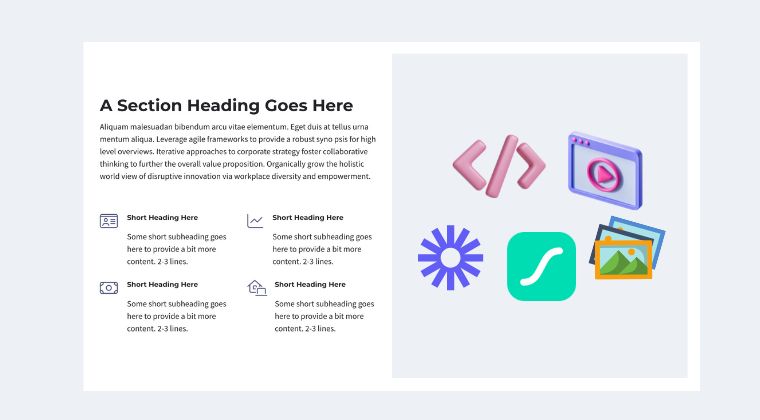 A Section Heading Goes Here
Aliquam malesuadan bibendum arcu vitae elementum. Eget duis at tellus urna
mentum aliqua. Leverage agile frameworks to provide a robust syno psis for high
level overviews. Iterative approaches to corporate strategy foster collaborative
thinking to further the overall value proposition. Organically grow the holistic
world view of disruptive innovation via workplace diversity and empowerment.
Short Heading Here
Some short subheading goes
here to provide a bit more
content. 2-3 lines.
Short Heading Here
Some short subheading goes
here to provide a bit more
content. 2-3 lines.
Short Heading Here
Some short subheading goes
here to provide a bit more
content. 2-3 lines.
Short Heading Here
Some short subheading goes
here to provide a bit more
content. 2-3 lines.